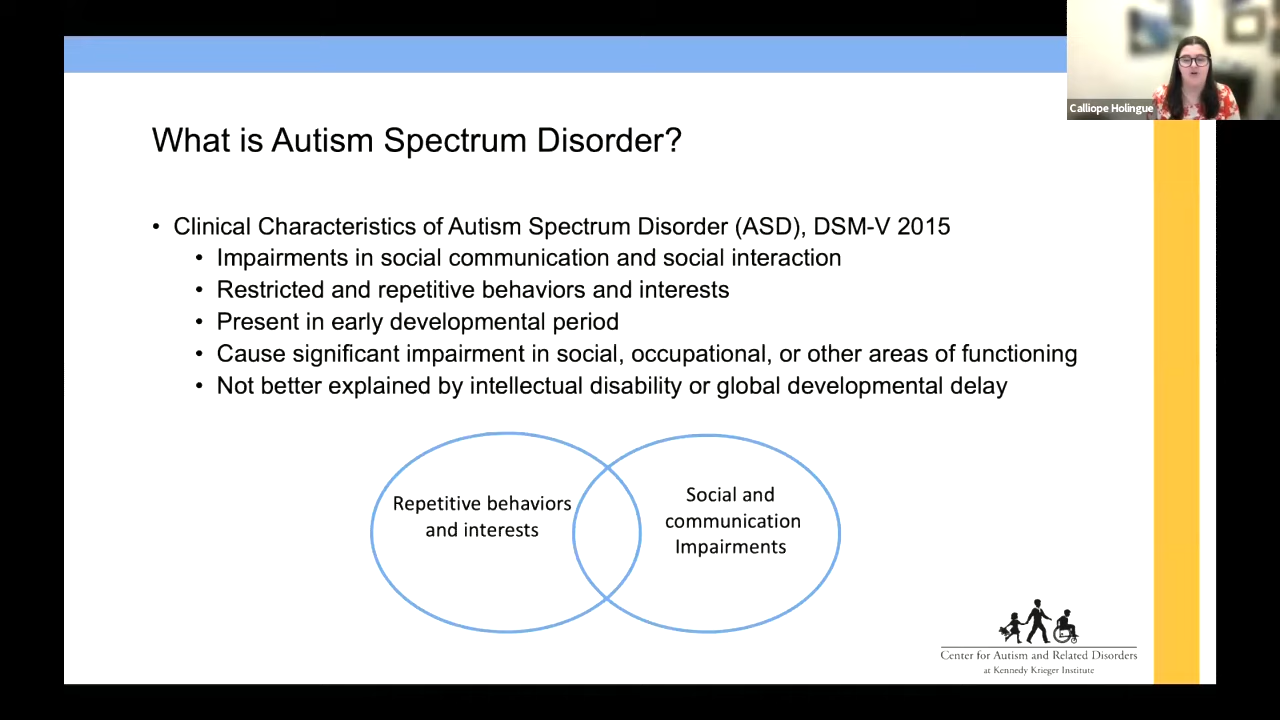 Calliope Holingue
What is Autism Spectrum Disorder?
• Clinical Characteristics of Autism Spectrum Disorder (ASD), DSM-V 2015
• Impairments in social communication and social interaction
• Restricted and repetitive behaviors and interests
• Present in early developmental period
• Cause significant impairment in social, occupational, or other areas of functioning
• Not better explained by intellectual disability or global developmental delay
Repetitive behaviors
and interests
Social and
communication
Impairments
Center for Autism and Related Disorders
at Kennedy Krieger Institute